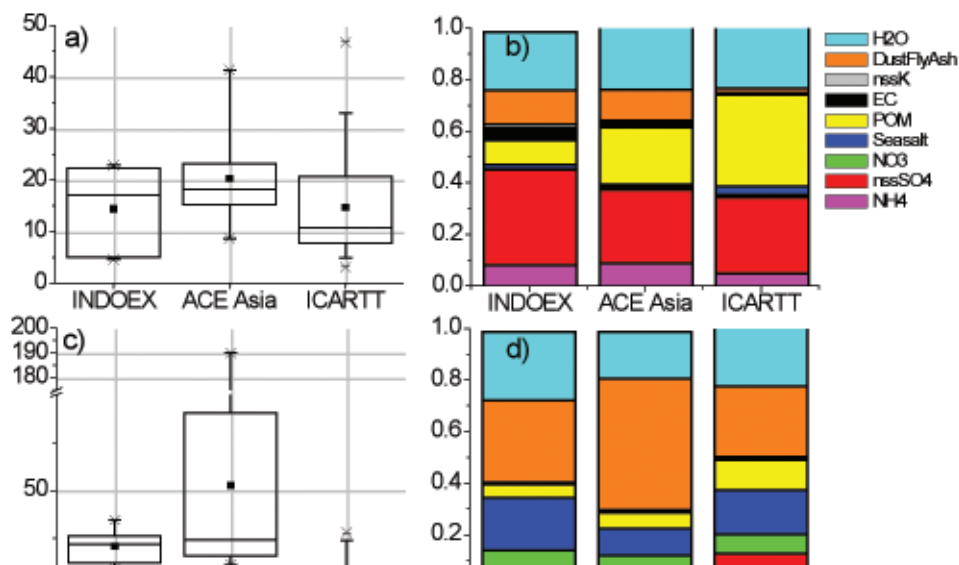 a)
50
40
30
20
10
0
INDOEX ACE Asia ICARTT
b)
1.0
0.8
0.6
0.4
0.2
0.0
INDOEX ACE Asia ICARTT
H2O
DustFlyAsh
nssK
EC
POM
Seasalt
NO3
nssSO4
NH4
c)
200
190
180
50
d)
1.0
0.8
0.6
0.4
0.2